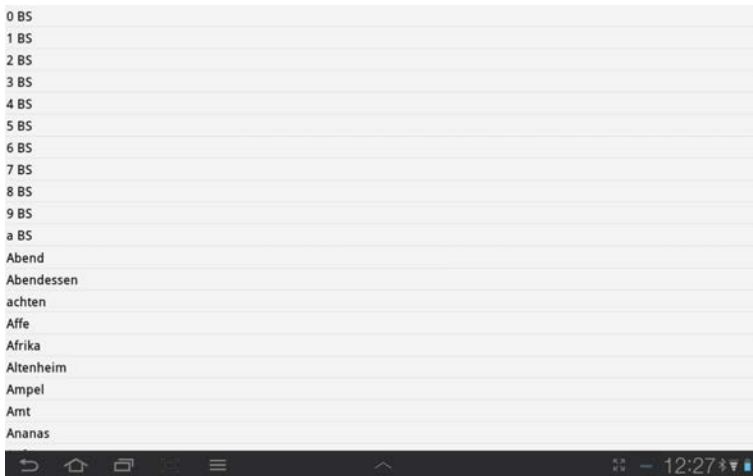 0 BS
1 BS
2 BS
3 BS
4 BS
5 BS
6 BS
7 BS
8 BS
9 BS
a BS
Abend
Abendessen
achten
Affe
Afrika
Altenheim
Ampel
Amt
Ananas
12:27